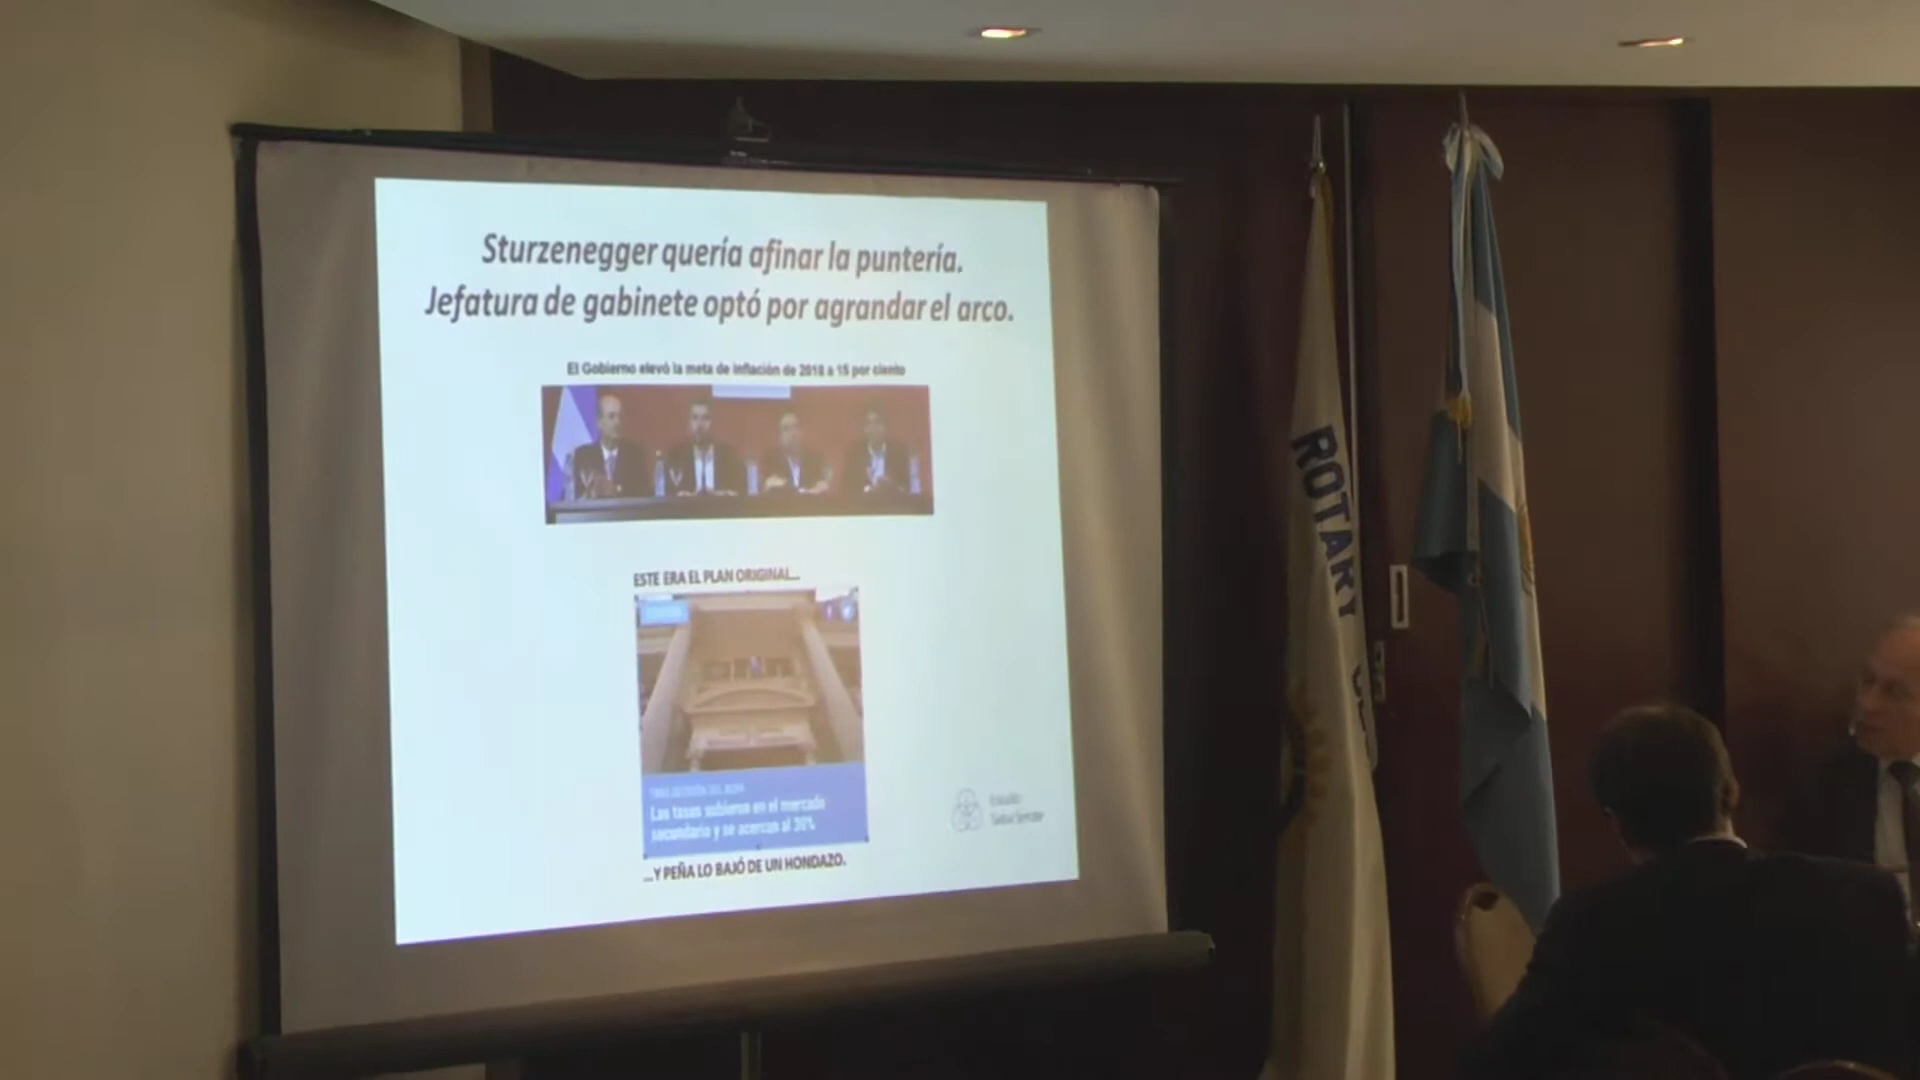 Sturzenegger quería afinar la puntería.
Jefatura de gabinete optó por agrandar el arco.
El Gobierno elevó la meta de inflación de 2018 a 15 por ciento
ESTE ERA EL PLAN ORIGINAL...
Las tasas subieron en el mercado
secundario y se acercan al 30%
...Y PEÑA LO BAJÓ DE UN HONDAZO.
Estudio
ROTARY